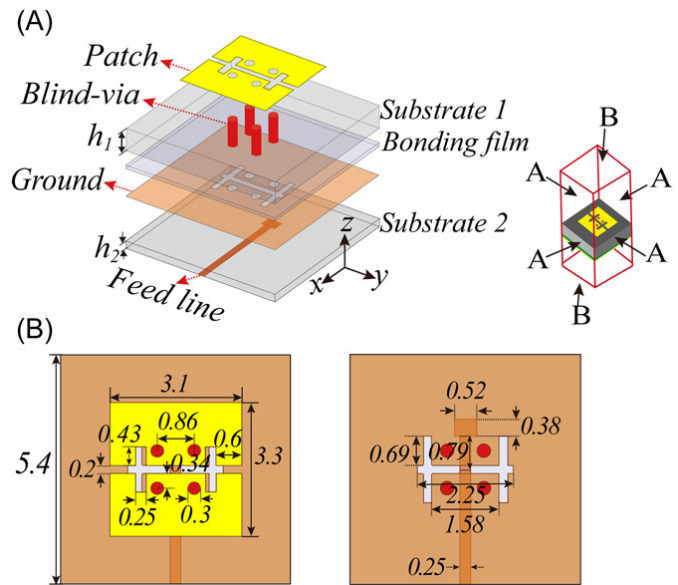 (A)
Patch
Blind-via
h1
Ground
h2
Feed line
Substrate 1
Bonding film
Substrate 2
z
x
y
B
A
A
A
A
B
(B)
5.4
3.1
0.86
0.43
0.6
3.3
0.2
0.34
0.25
0.3
0.52
0.38
0.69
0.79
2.25
1.58
0.25